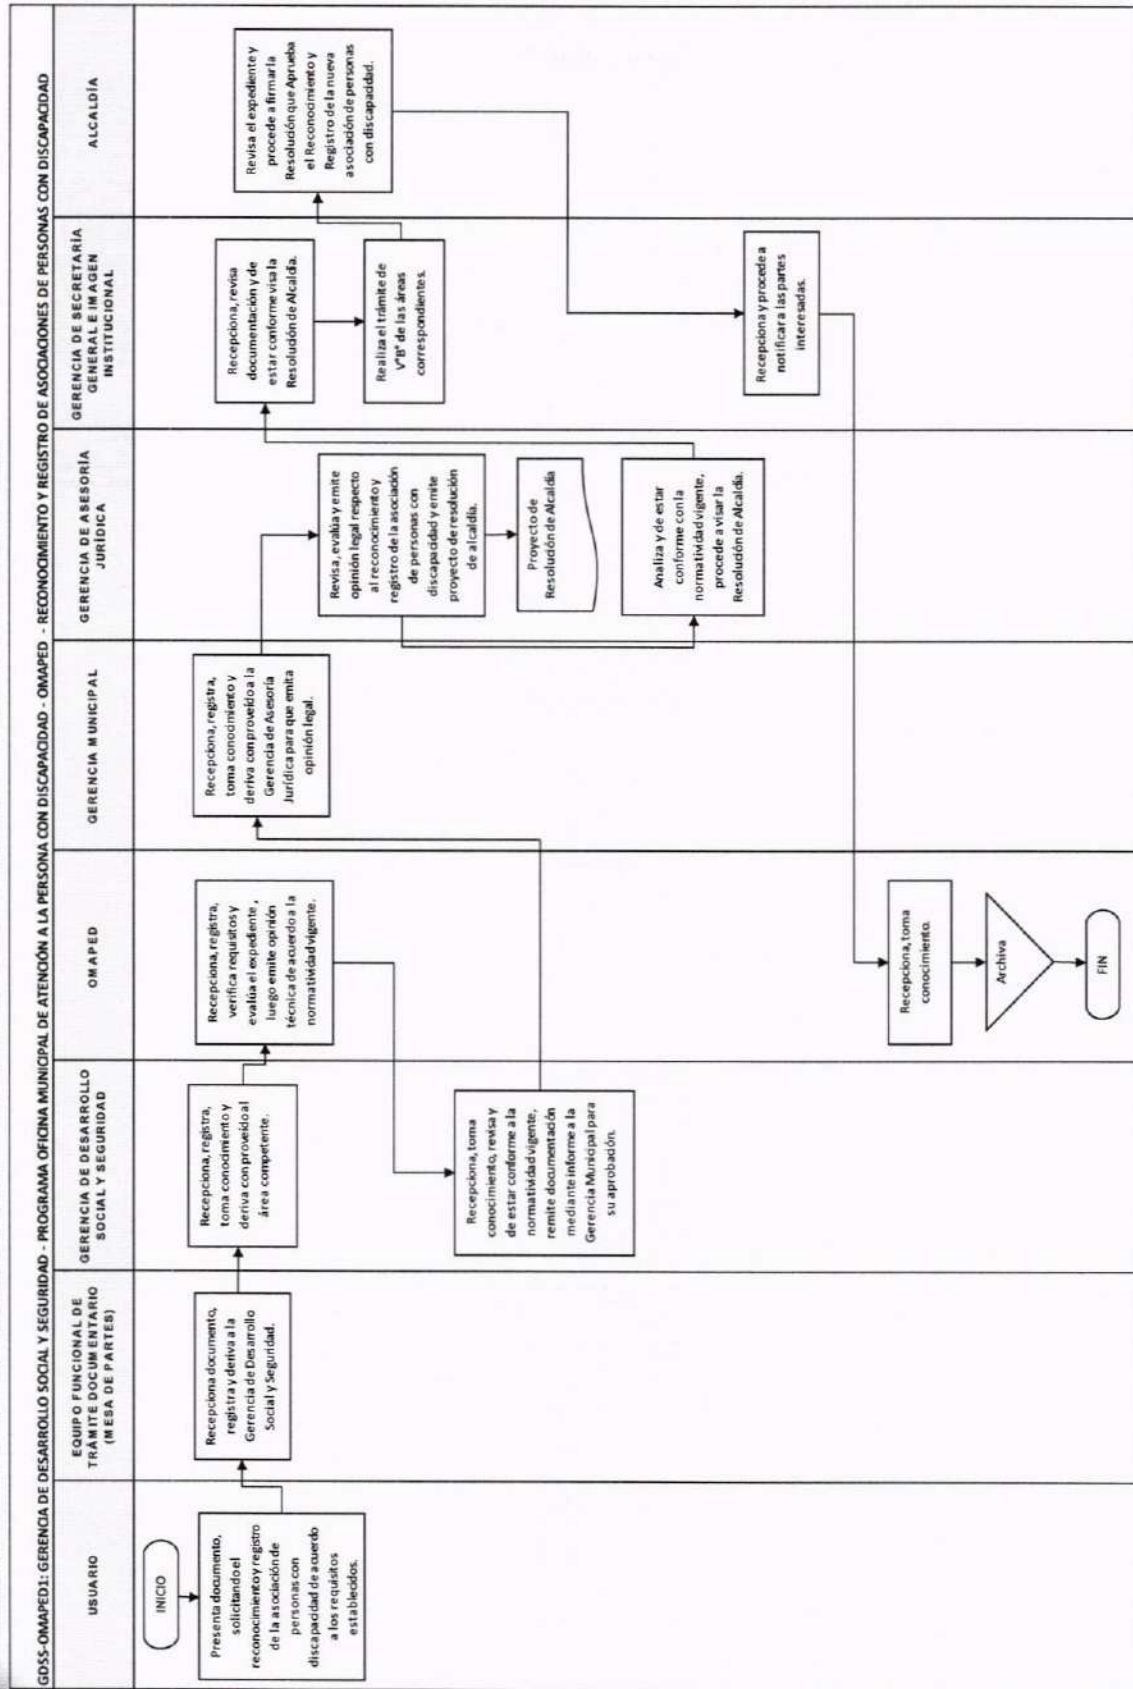 GDSS-OMAPED1: GERENCIA DE DESARROLLO SOCIAL Y SEGURIDAD - PROGRAMA OFICINA MUNICIPAL DE ATENCIÓN A LA PERSONA CON DISCAPACIDAD - OMAPED - RECONOCIMIENTO Y REGISTRO DE ASOCIACIONES DE PERSONAS CON DISCAPACIDAD
USUARIO
EQUIPO FUNCIONAL DE
TRÁMITE DOCUMENTARIO
(MESA DE PARTES)
GERENCIA DE DESARROLLO
SOCIAL Y SEGURIDAD
OMAPED
GERENCIA MUNICIPAL
GERENCIA DE ASESORÍA
JURÍDICA
GERENCIA DE SECRETARÍA
GENERAL E IMAGEN
INSTITUCIONAL
ALCALDÍA
INICIO
Presenta documento,
solicitando el
reconocimiento y registro
de la asociación de
personas con
discapacidad de acuerdo
a los requisitos
establecidos.
Recepciona documento,
registra y deriva a la
Gerencia de Desarrollo
Social y Seguridad.
Recepciona, registra,
toma conocimiento y
deriva con proveído al
área competente.
Recepciona, registra,
verifica requisitos y
evalúa el expediente,
luego emite opinión
técnica de acuerdo a la
normatividad vigente.
Recepciona, toma
conocimiento, revisa y
de estar conforme a la
normatividad vigente,
remite documentación
mediante informe a la
Gerencia Municipal para
su aprobación.
Recepciona, registra,
toma conocimiento y
deriva con proveído a la
Gerencia de Asesoría
Jurídica para que emita
opinión legal.
Revisa, evalúa y emite
opinión legal respecto
al reconocimiento y
registro de la asociación
de personas con
discapacidad y emite
proyecto de resolución
de alcaldía.
Proyecto de
Resolución de Alcaldía
Analiza y de estar
conforme con la
normatividad vigente,
procede a visar la
Resolución de Alcaldía.
Recepciona, revisa
documentación y de
estar conforme visa la
Resolución de Alcaldía.
Realiza el trámite de
V°B° de las áreas
correspondientes.
Revisa el expediente y
procede a firmar la
Resolución que Aprueba
el Reconocimiento y
Registro de la nueva
asociación de personas
con discapacidad.
Recepciona y procede a
notificar a las partes
interesadas.
Recepciona, toma
conocimiento.
Archiva
FIN